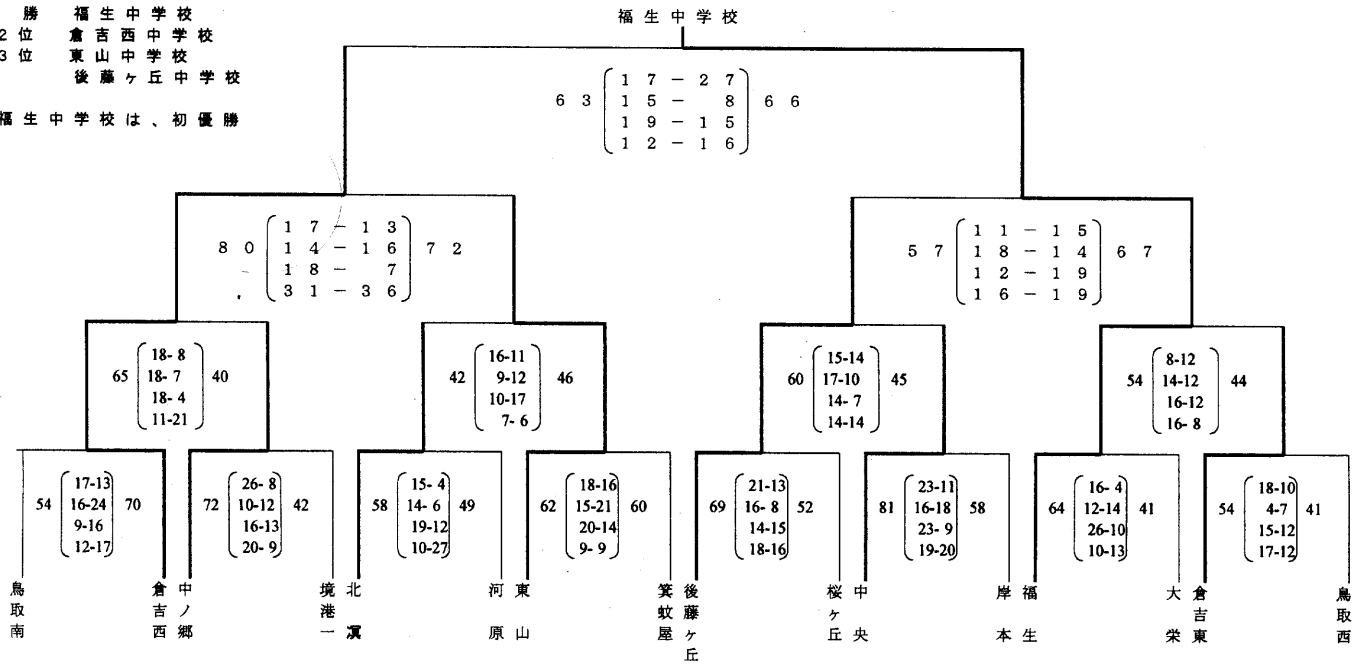 勝 福生中学校
2位 倉吉西中学校
3位 東山中学校
後藤ヶ丘中学校
福生中学校は、初優勝
福生中学校
63 17-27 66
15- 8
19-15
12-16
80 17-13 72
14-16
18- 7
31-36
57 11-15 67
18-14
12-19
16-19
65 18- 8 40
18- 7
18- 4
11-21
42 16-11 46
9-12
10-17
7- 6
60 15-14 45
17-10
14- 7
14-14
54 8-12 44
14-12
16-12
16- 8
54 17-13 70
16-24
9-16
12-17
72 26- 8 42
10-12
16-13
20- 9
58 15- 4 49
14- 6
19-12
10-27
62 18-16 60
15-21
20-14
9- 9
69 21-13 52
16- 8
14-15
18-16
81 23-11 58
16-18
23- 9
19-20
64 16- 4 41
12-14
26-10
10-13
54 18-10 41
4-7
15-12
17-12
鳥取南
倉吉西
中ノ郷
境港一
北溟
河原
東山
箕蚊屋
後藤ヶ丘
桜ヶ丘
中央
岸本
福生
大栄
倉吉東
鳥取西